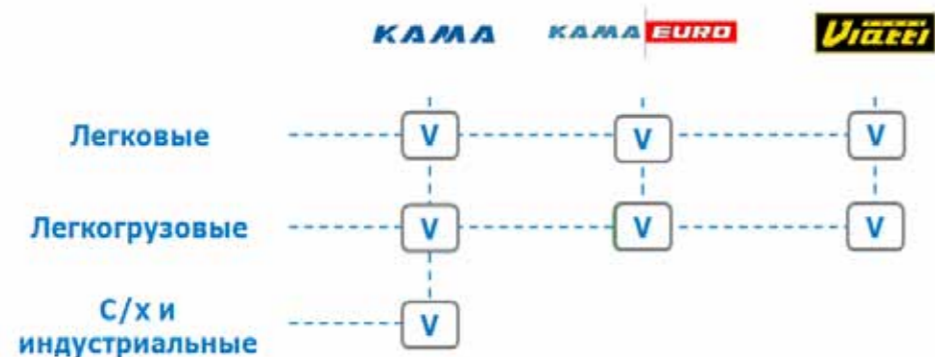 KAMA KAMA EURO Viatti
Легковые V V V
Легкогрузовые V V V
С/х и V
индустриальные